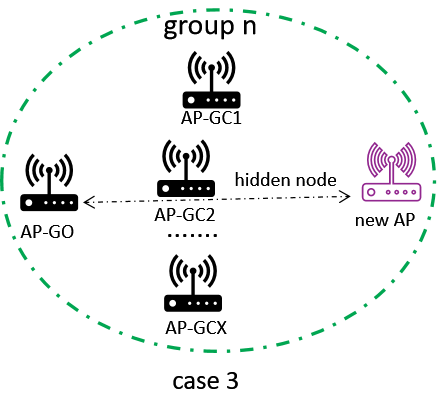 group n
AP-GC1
hidden node
AP-GO
AP-GC2
new AP
.......
AP-GCX
case 3